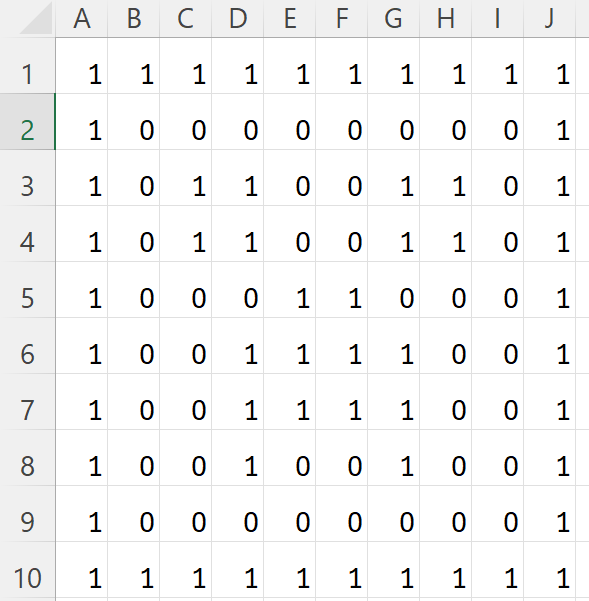 A B C D E F G H I J
1 1 1 1 1 1 1 1 1 1 1
2 1 0 0 0 0 0 0 0 0 1
3 1 0 1 1 0 0 1 1 0 1
4 1 0 1 1 0 0 1 1 0 1
5 1 0 0 0 1 1 0 0 0 1
6 1 0 0 1 1 1 1 0 0 1
7 1 0 0 1 1 1 1 0 0 1
8 1 0 0 1 0 0 1 0 0 1
9 1 0 0 0 0 0 0 0 0 1
10 1 1 1 1 1 1 1 1 1 1